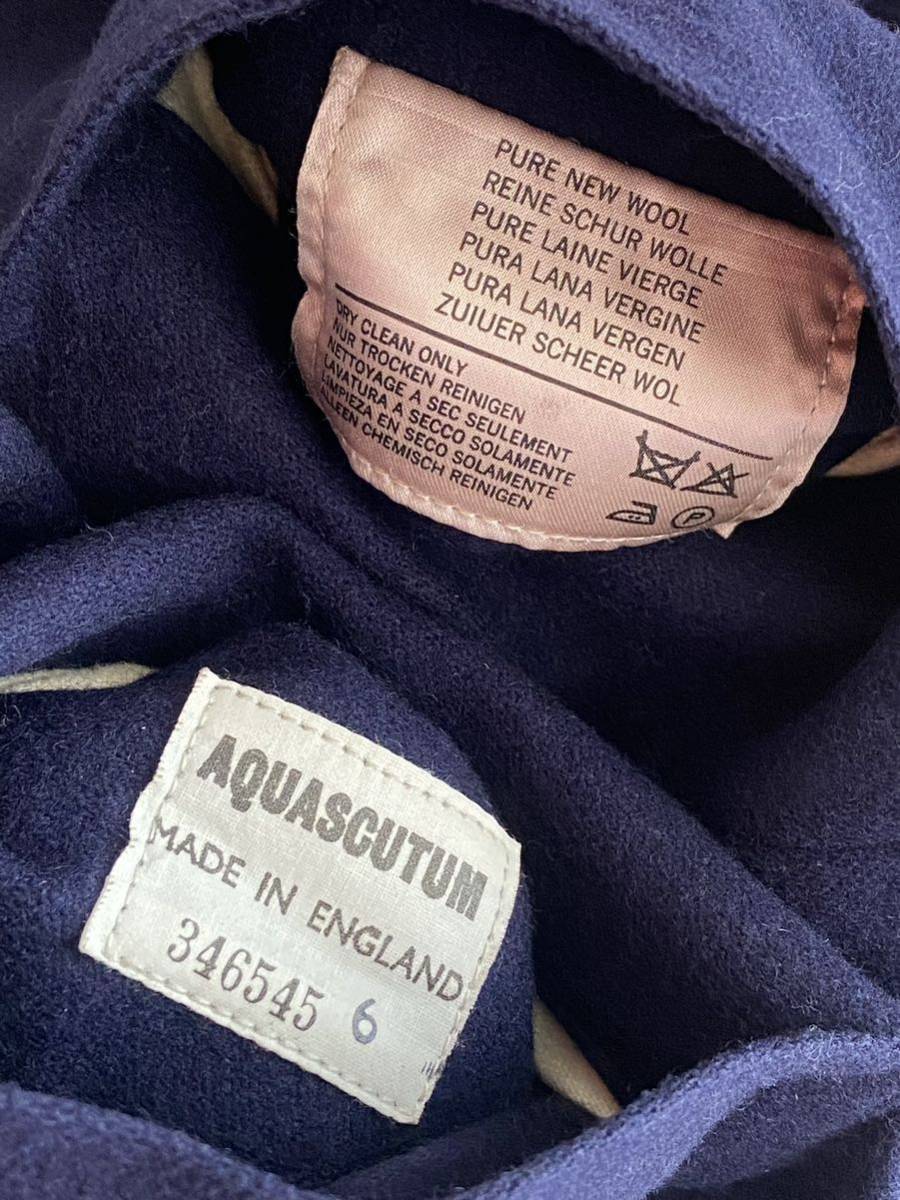 PURE NEW WOOL
REINE SCHUR WOLLE
PURE LAINE VIERGE
PURA LANA VERGINE
PURA LANA VERGEN
ZUIUER SCHEER WOL
DRY CLEAN ONLY
NUR TROCKEN REINIGEN
NETTOYAGE A SEC SEULEMENT
LAVATURA A SECCO SOLAMENTE
LIMPIEZA EN SECO SOLAMENTE
ALLEEN CHEMISCH REINIGEN
P
AQUASCUTUM
MADE IN ENGLAND
346545 6